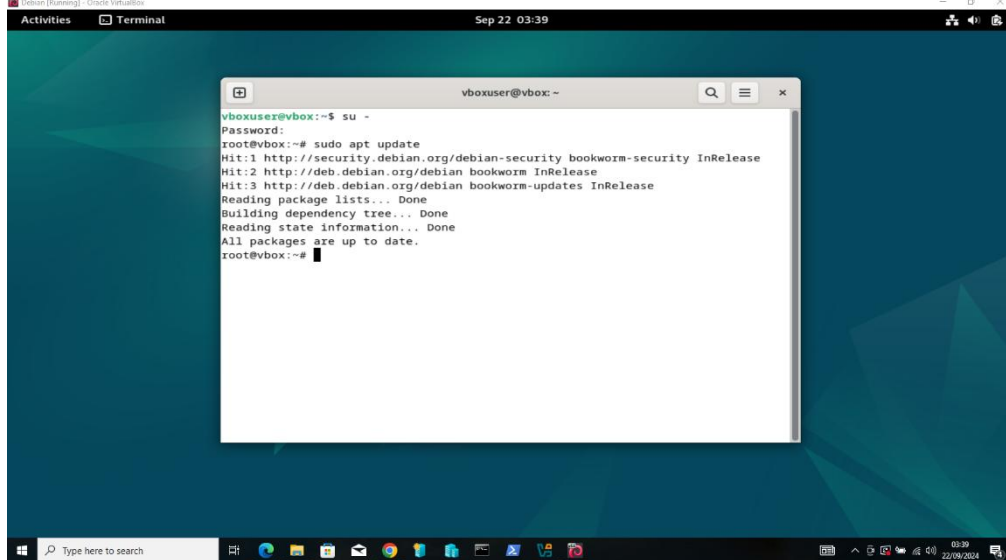 Debian [Running] - Oracle VirtualBox
Activities Terminal Sep 22 03:39
vboxuser@vbox: ~
vboxuser@vbox:~$ su -
Password:
root@vbox:~# sudo apt update
Hit:1 http://security.debian.org/debian-security bookworm-security InRelease
Hit:2 http://deb.debian.org/debian bookworm InRelease
Hit:3 http://deb.debian.org/debian bookworm-updates InRelease
Reading package lists... Done
Building dependency tree... Done
Reading state information... Done
All packages are up to date.
root@vbox:~#
Type here to search
03:39
22/09/2024